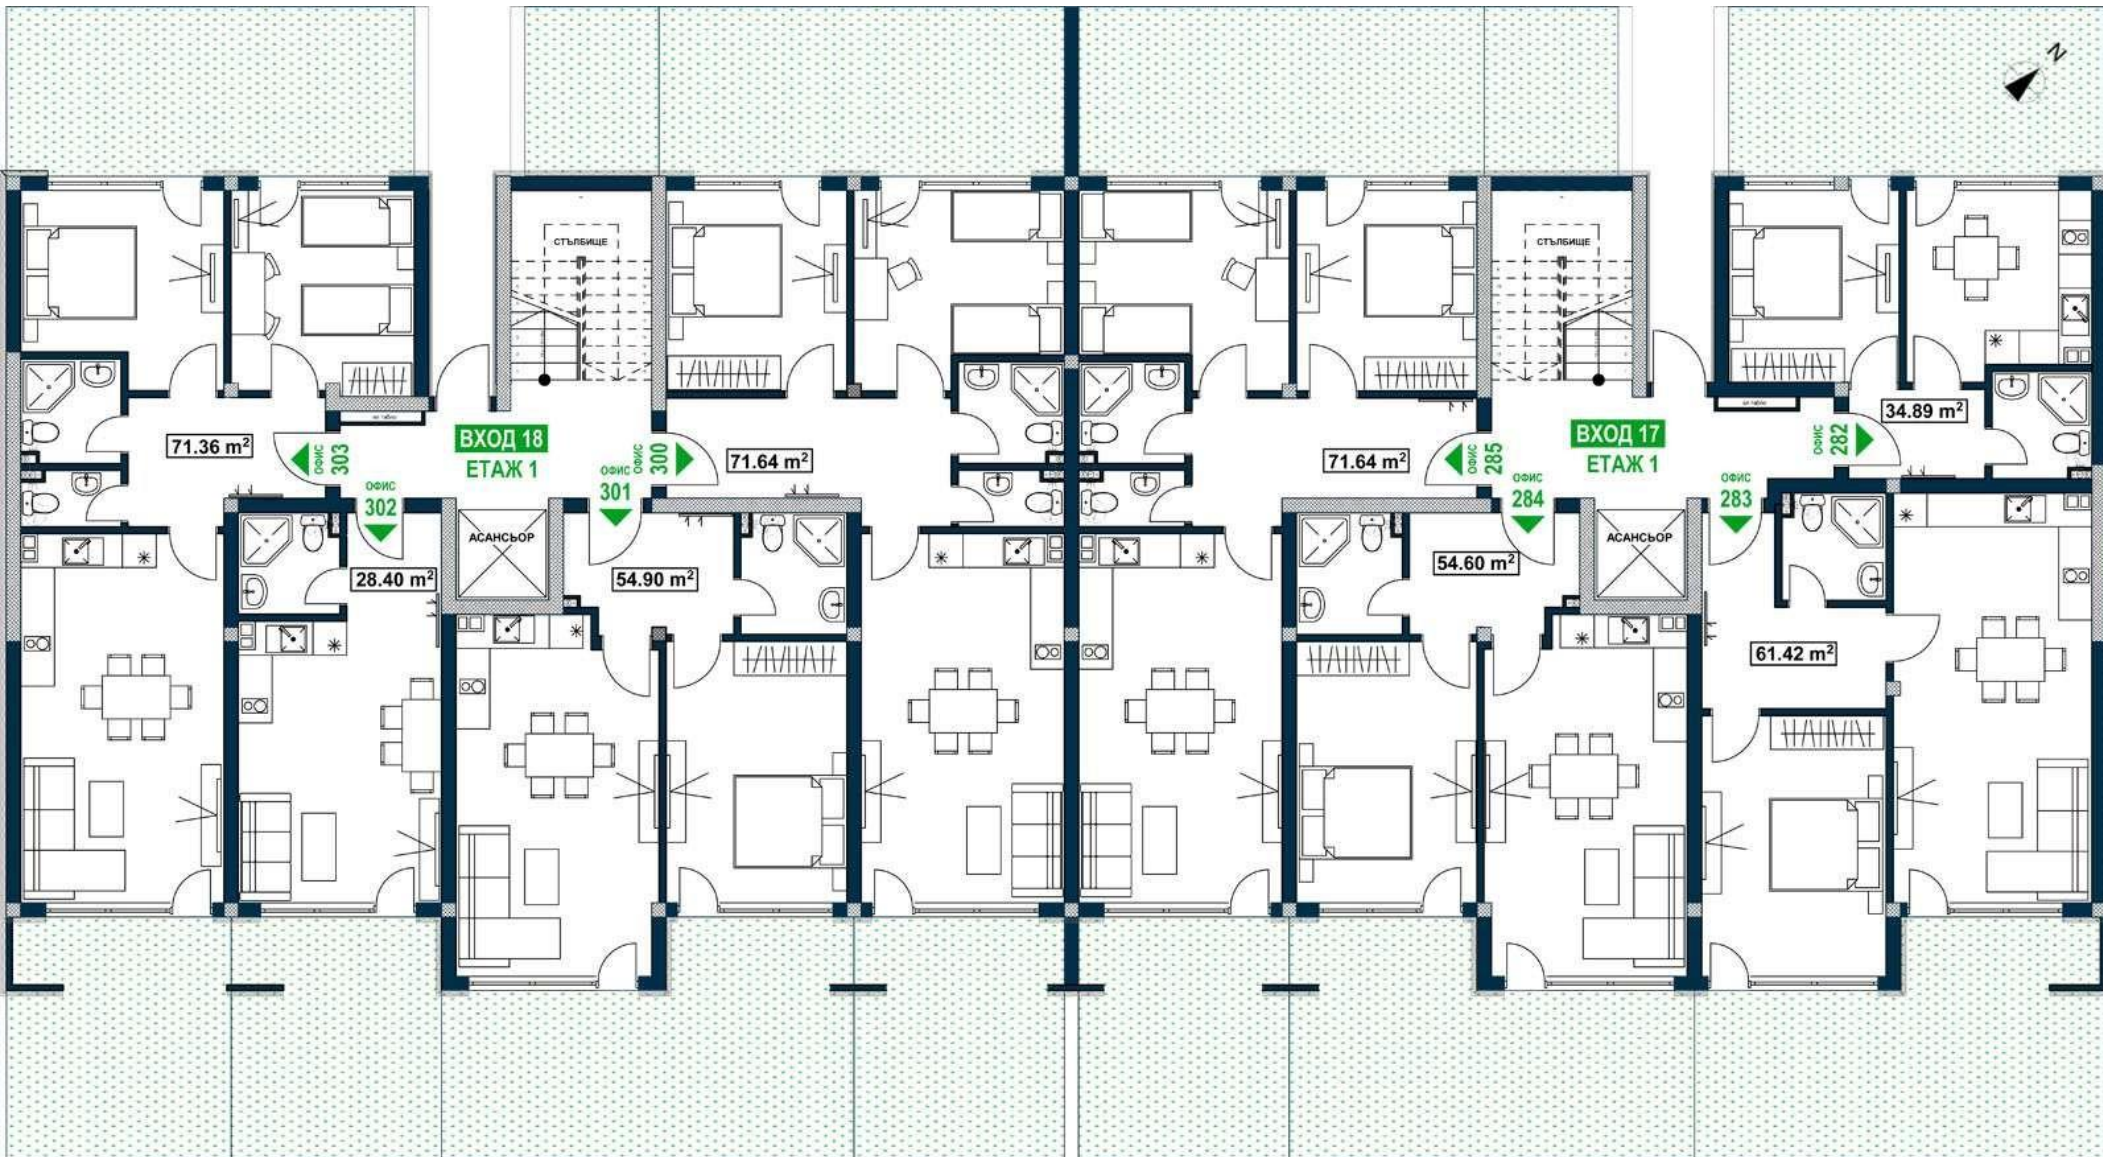 N
СТЪЛБИЩЕ
СТЪЛБИЩЕ
ВХОД 18
ЕТАЖ 1
71.36 m²
ОФИС
303
ОФИС
302
ОФИС
301
ОФИС
300
71.64 m²
АСАНСЬОР
28.40 m²
54.90 m²
ВХОД 17
ЕТАЖ 1
71.64 m²
ОФИС
285
ОФИС
284
ОФИС
283
ОФИС
282
34.89 m²
54.60 m²
АСАНСЬОР
61.42 m²